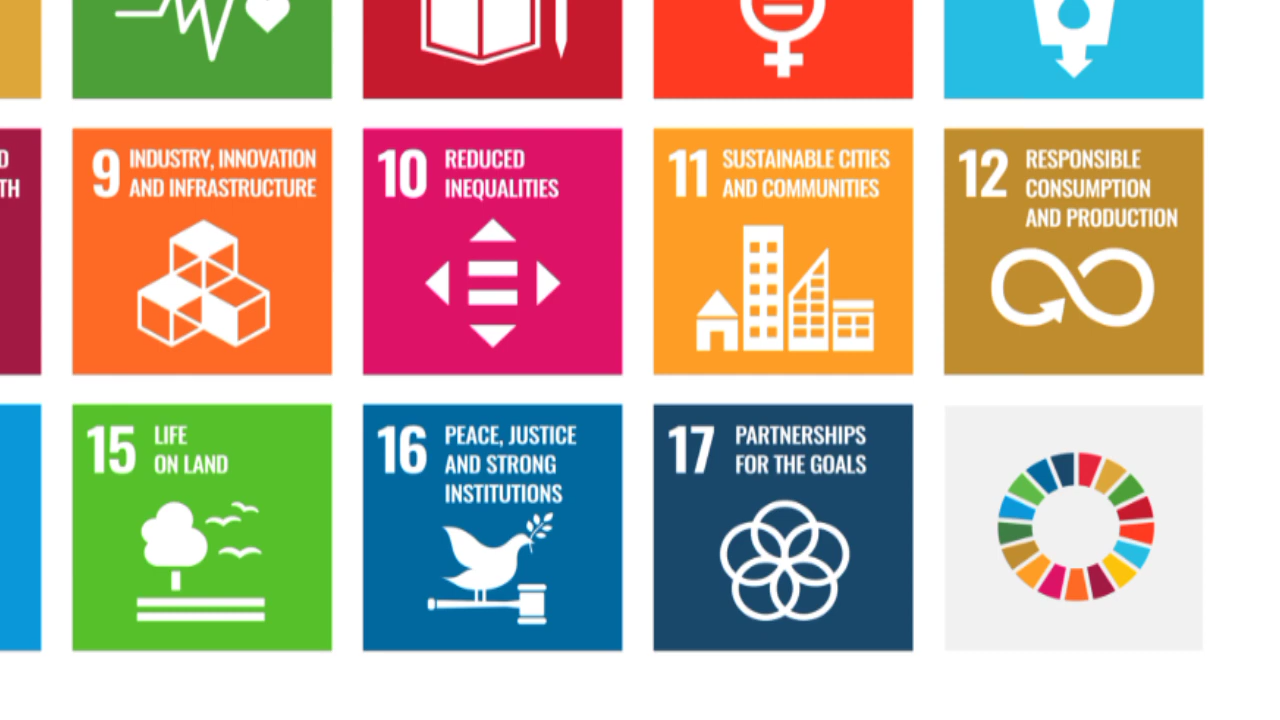 D
TH
9 INDUSTRY, INNOVATION
AND INFRASTRUCTURE
10 REDUCED
INEQUALITIES
11 SUSTAINABLE CITIES
AND COMMUNITIES
12 RESPONSIBLE
CONSUMPTION
AND PRODUCTION
15 LIFE
ON LAND
16 PEACE, JUSTICE
AND STRONG
INSTITUTIONS
17 PARTNERSHIPS
FOR THE GOALS